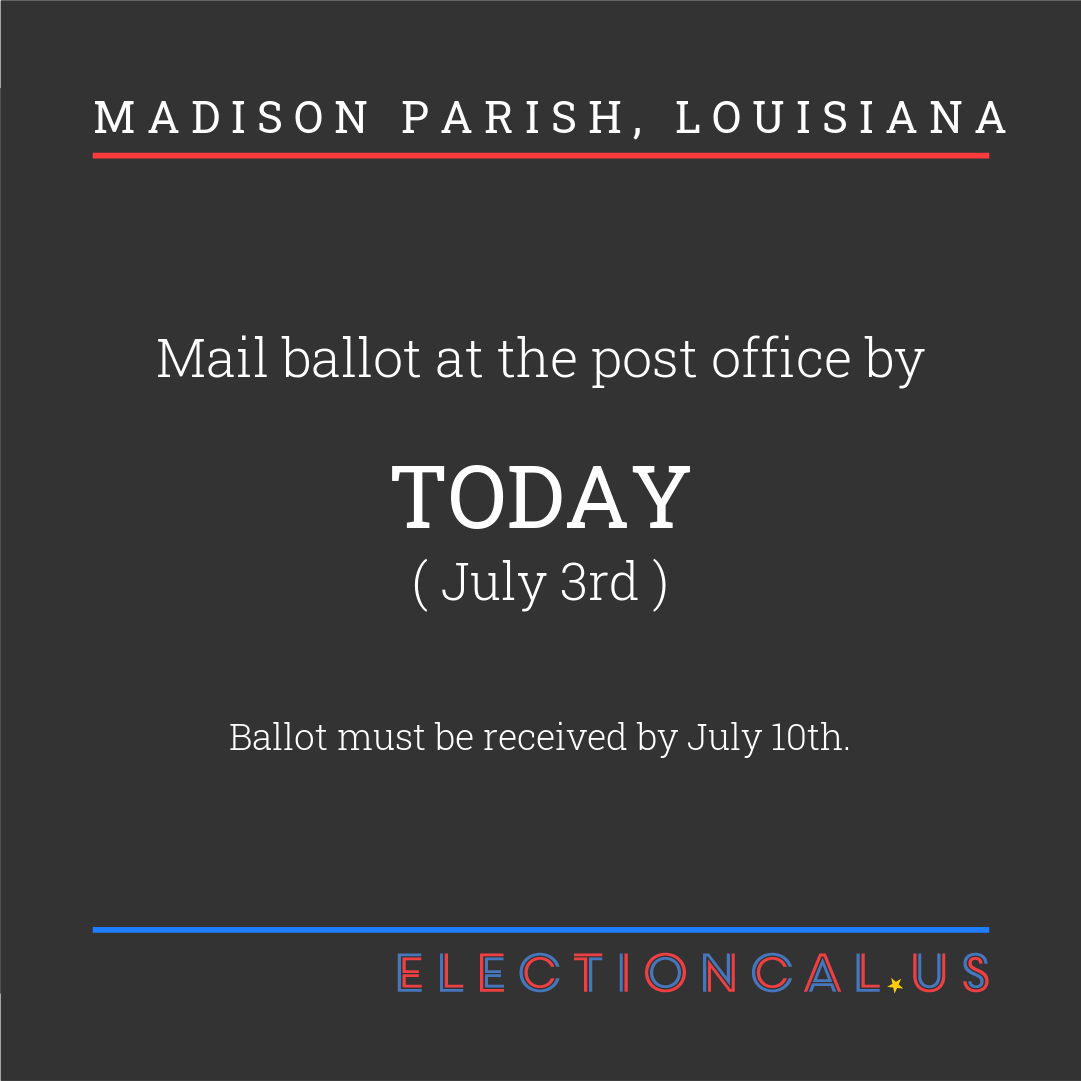 MADISON PARISH, LOUISIANA
Mail ballot at the post office by
TODAY
( July 3rd )
Ballot must be received by July 10th.
ELECTIONCAL.US